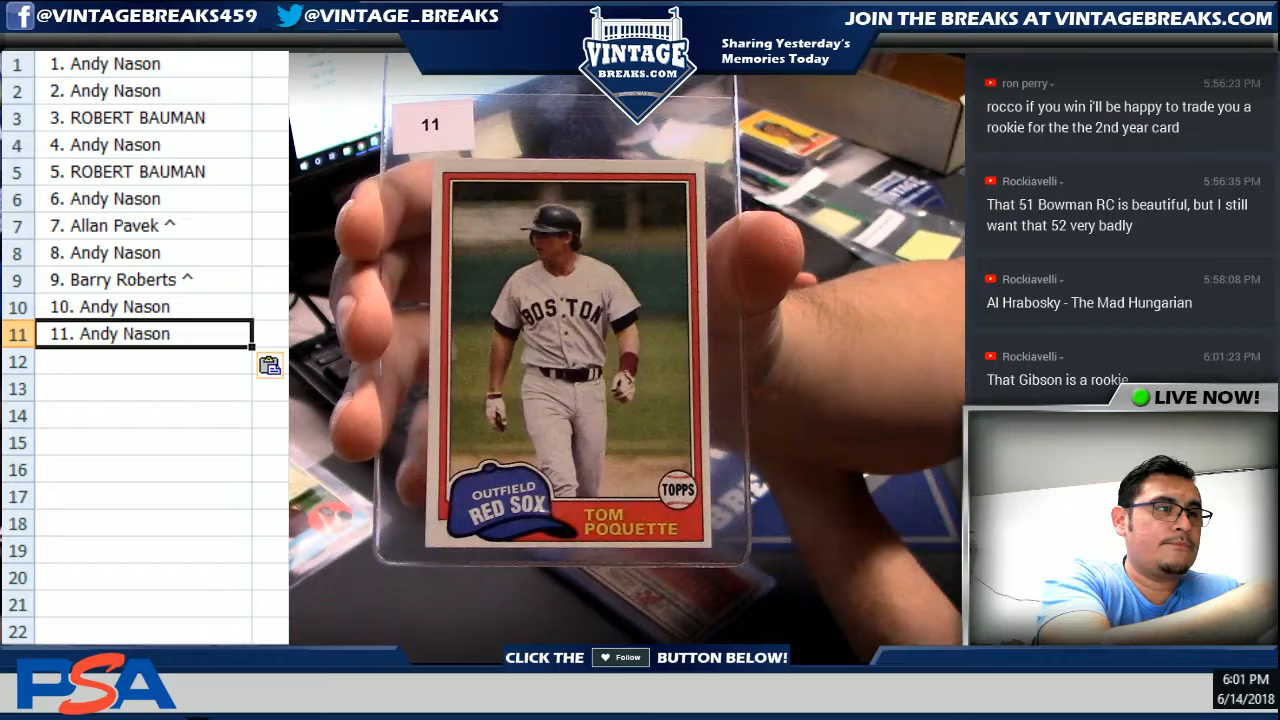 @VINTAGEBREAKS459
@VINTAGE_BREAKS
VINTAGE
BREAKS.COM
Sharing Yesterday's
Memories Today
JOIN THE BREAKS AT VINTAGEBREAKS.COM
1 1. Andy Nason
2 2. Andy Nason
3 3. ROBERT BAUMAN
4 4. Andy Nason
5 5. ROBERT BAUMAN
6 6. Andy Nason
7 7. Allan Pavek ^
8 8. Andy Nason
9 9. Barry Roberts ^
10 10. Andy Nason
11 11. Andy Nason
12
13
14
15
16
17
18
19
20
21
22
11
BOSTON
OUTFIELD
RED SOX
TOM
POQUETTE
TOPPS
ron perry - 5:56:23 PM
rocco if you win i'll be happy to trade you a
rookie for the the 2nd year card
Rockiavelli - 5:56:35 PM
That 51 Bowman RC is beautiful, but I still
want that 52 very badly
Rockiavelli - 5:58:08 PM
Al Hrabosky - The Mad Hungarian
Rockiavelli - 6:01:23 PM
That Gibson is a rookie
LIVE NOW!
CLICK THE Follow BUTTON BELOW!
PSA
6:01 PM
6/14/2018